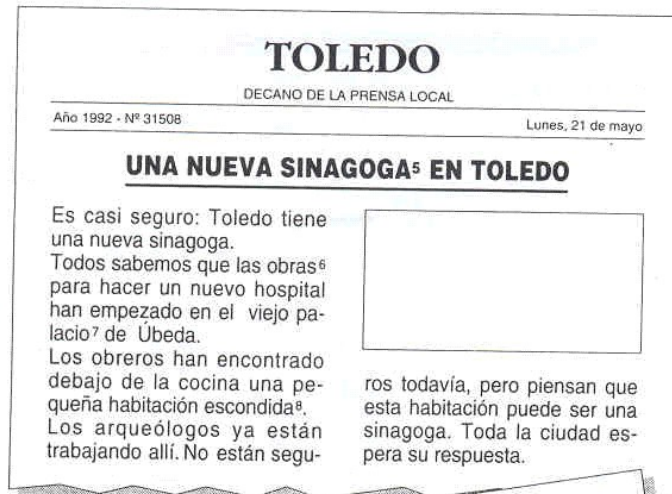 TOLEDO
DECANO DE LA PRENSA LOCAL
Año 1992 - Nº 31508
Lunes, 21 de mayo
UNA NUEVA SINAGOGA⁵ EN TOLEDO
Es casi seguro: Toledo tiene
una nueva sinagoga.
Todos sabemos que las obras⁶
para hacer un nuevo hospital
han empezado en el viejo pa-
lacio⁷ de Úbeda.
Los obreros han encontrado
debajo de la cocina una pe-
queña habitación escondida⁸.
Los arqueólogos ya están
trabajando allí. No están segu-
ros todavía, pero piensan que
esta habitación puede ser una
sinagoga. Toda la ciudad es-
pera su respuesta.